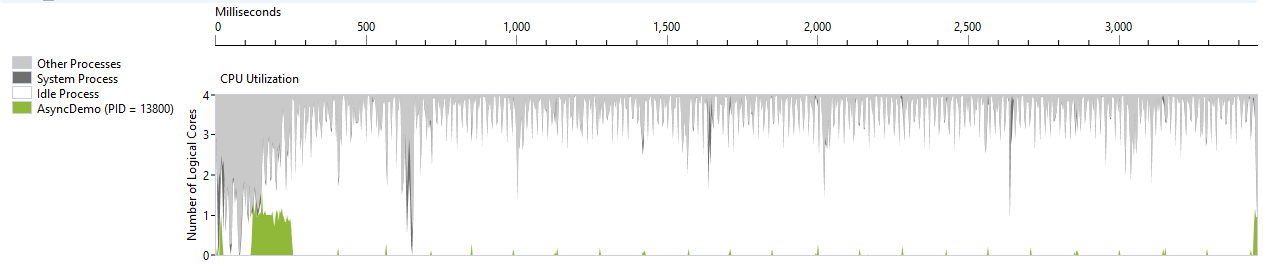 Milliseconds
0 500 1,000 1,500 2,000 2,500 3,000
Other Processes
System Process
Idle Process
AsyncDemo (PID = 13800)
CPU Utilization
Number of Logical Cores
4
3
2
1
0